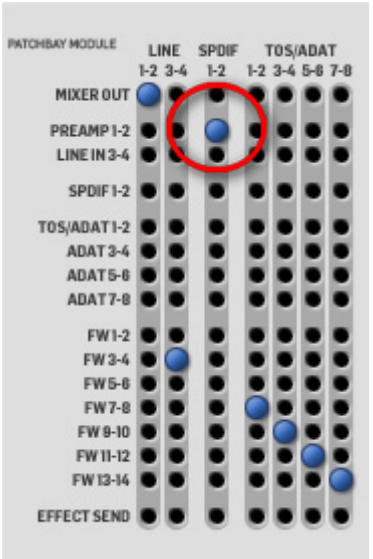 PATCHBAY MODULE
LINE SPDIF TOS/ADAT
1-2 3-4 1-2 1-2 3-4 5-6 7-8
MIXER OUT
PREAMP 1-2
LINE IN 3-4
SPDIF 1-2
TOS/ADAT 1-2
ADAT 3-4
ADAT 5-6
ADAT 7-8
FW 1-2
FW 3-4
FW 5-6
FW 7-8
FW 9-10
FW 11-12
FW 13-14
EFFECT SEND